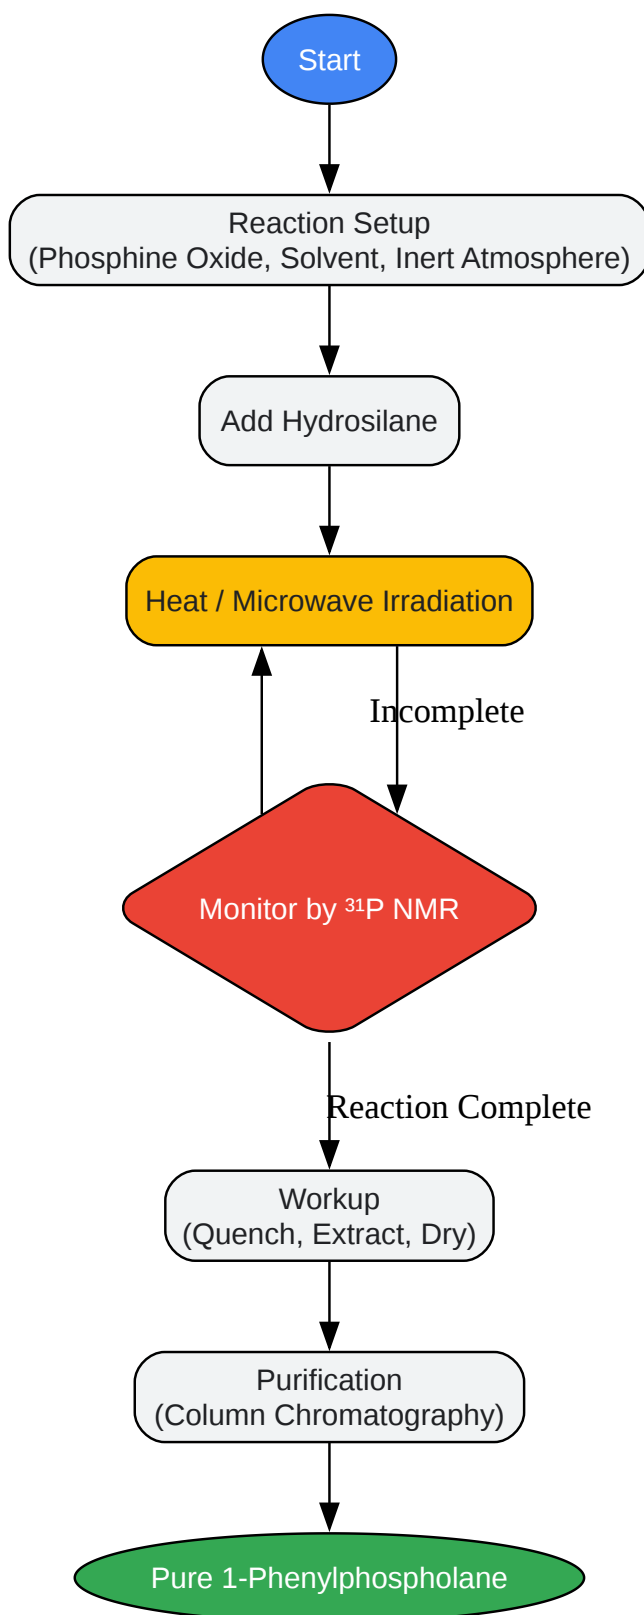 Start
Reaction Setup
(Phosphine Oxide, Solvent, Inert Atmosphere)
Add Hydrosilane
Heat / Microwave Irradiation
Incomplete
Monitor by ³¹P NMR
Reaction Complete
Workup
(Quench, Extract, Dry)
Purification
(Column Chromatography)
Pure 1-Phenylphospholane